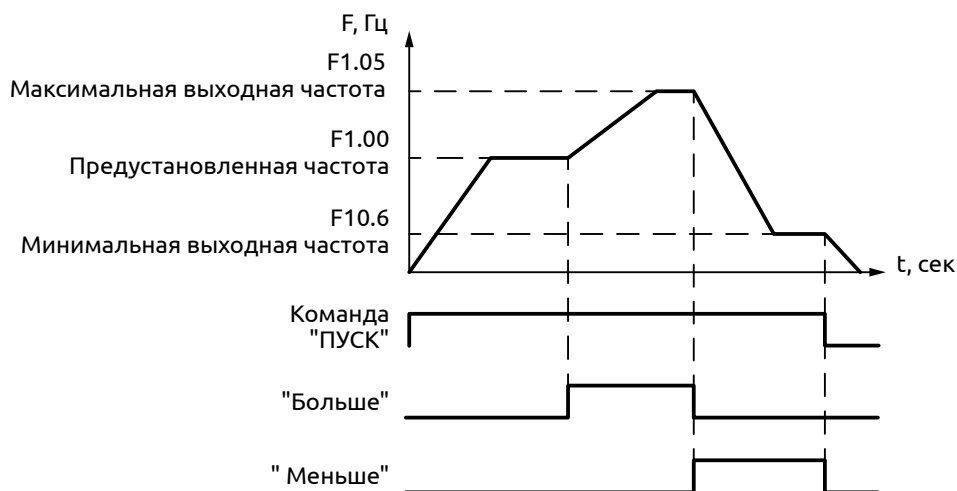 F, Гц
F1.05
Максимальная выходная частота
F1.00
Предустановленная частота
F10.6
Минимальная выходная частота
t, сек
Команда
"ПУСК"
"Больше"
" Меньше"